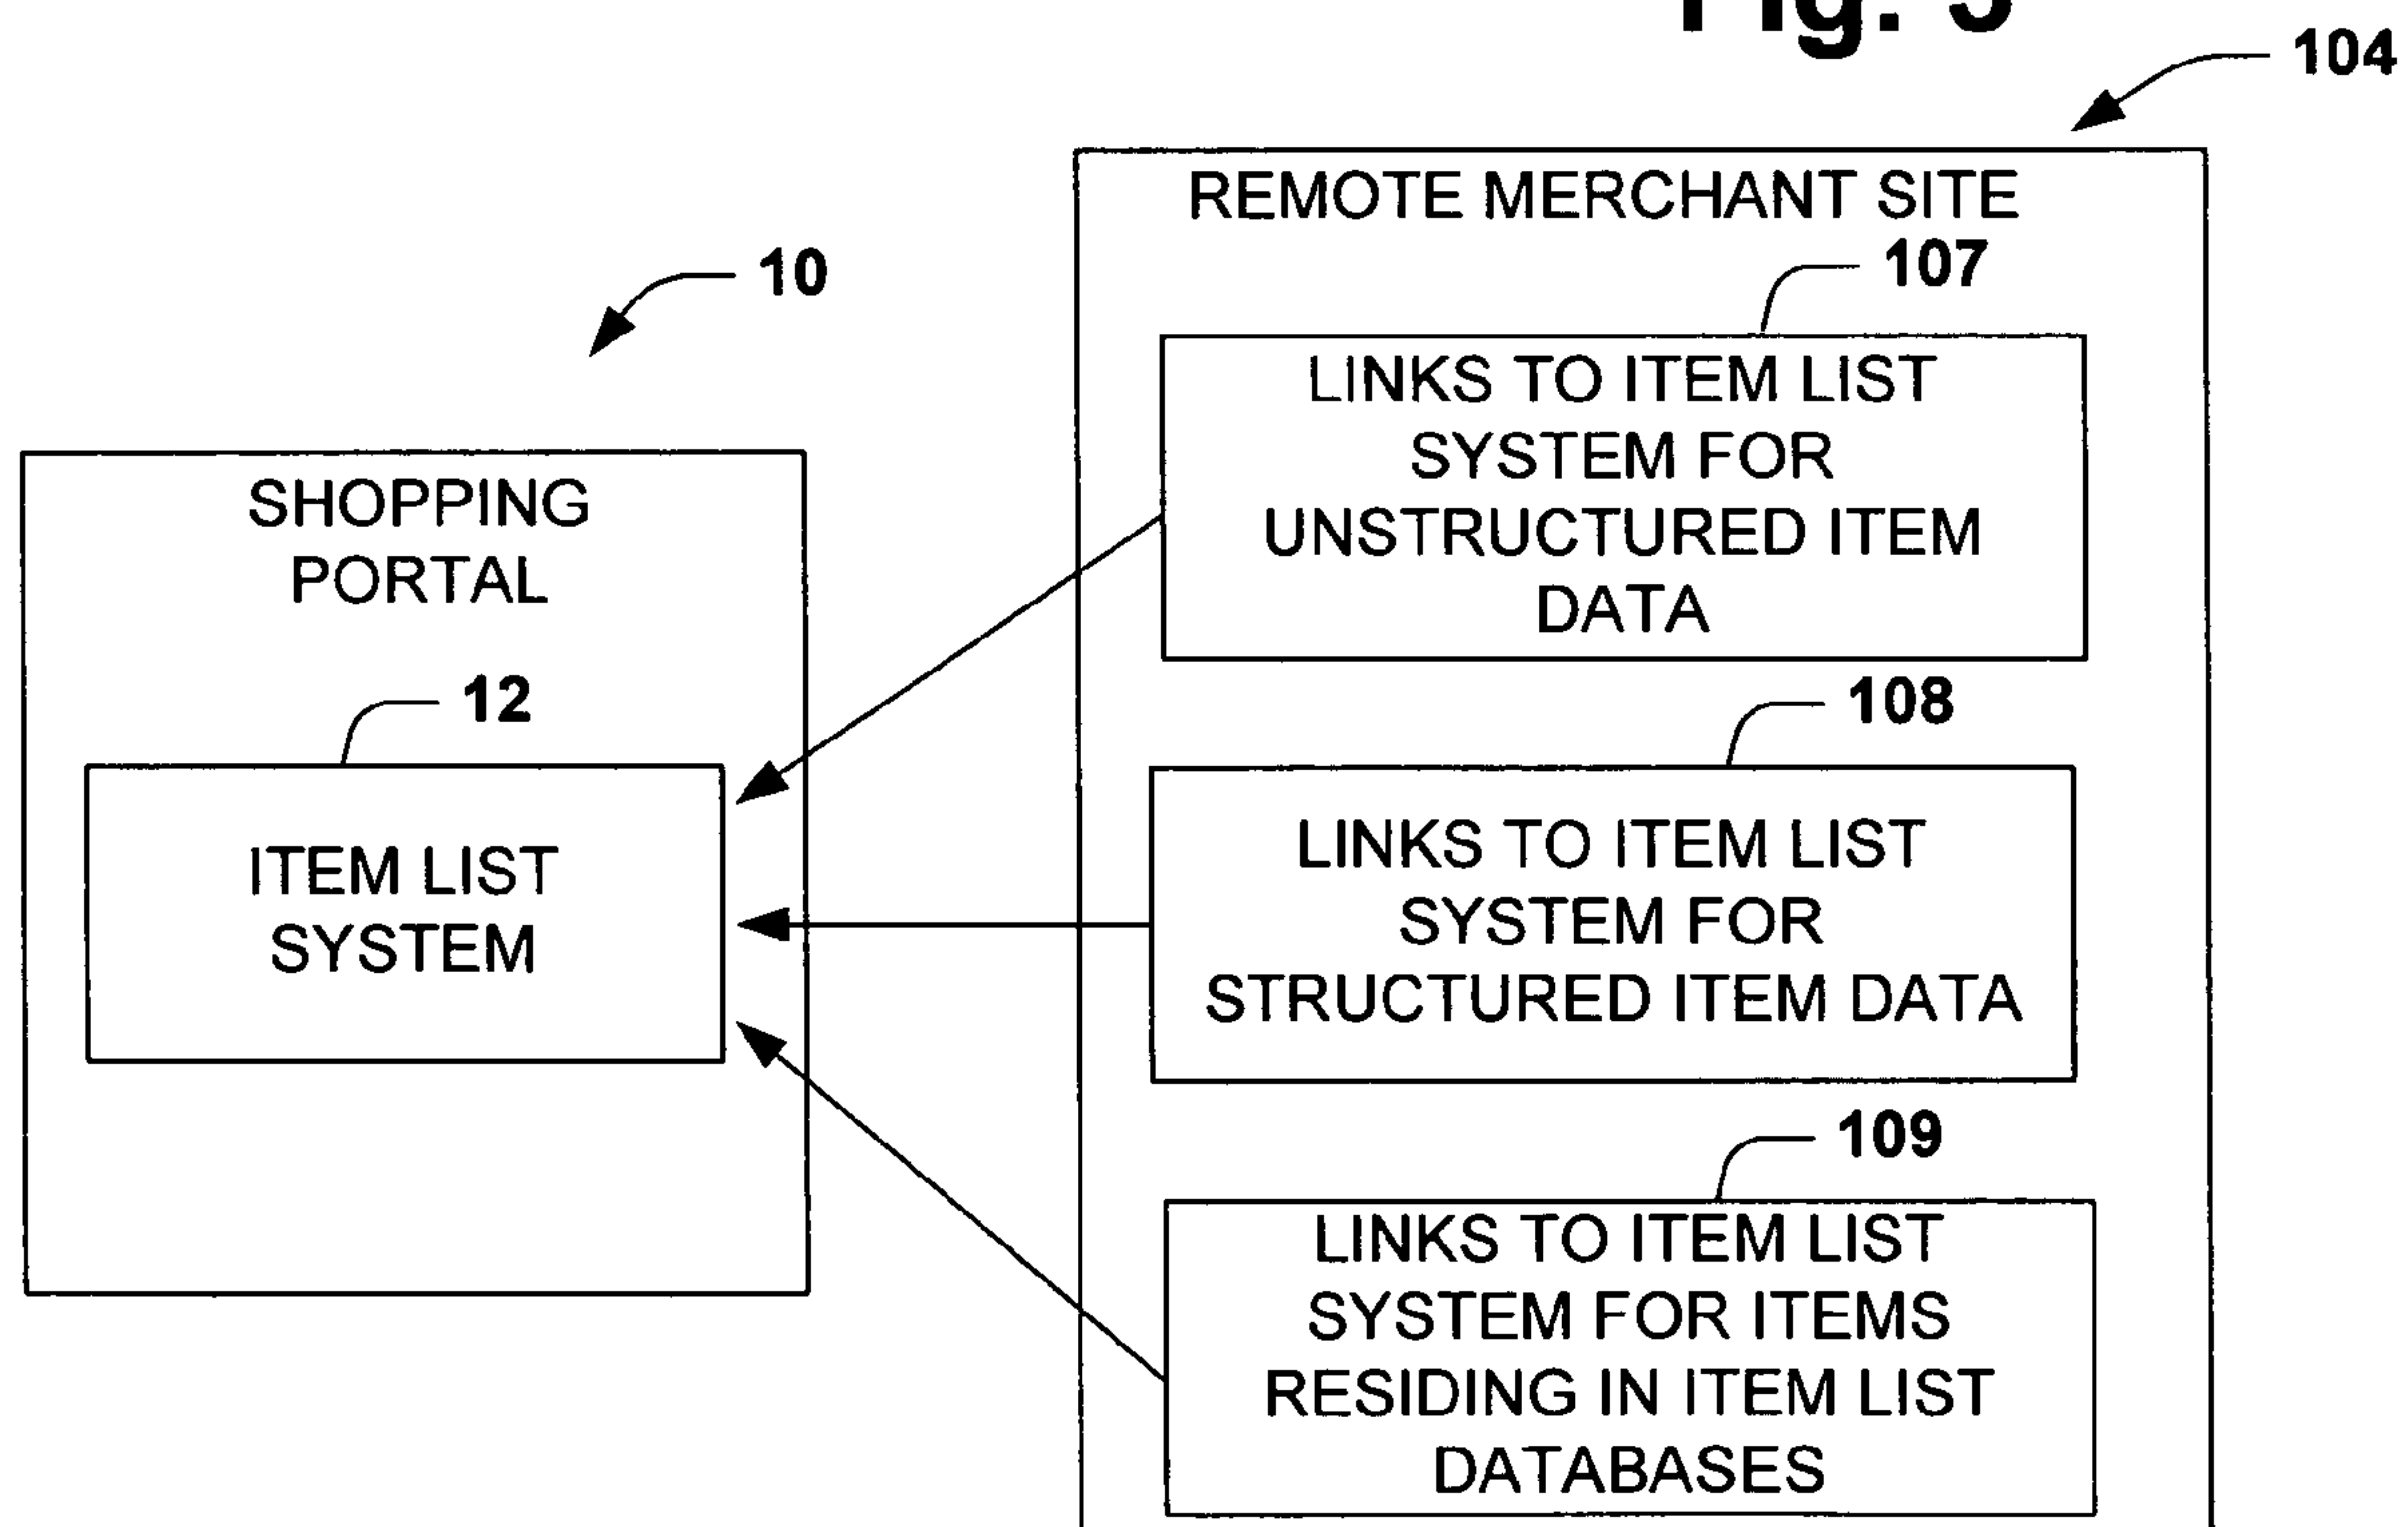 104
REMOTE MERCHANT SITE
107
10
LINKS TO ITEM LIST
SYSTEM FOR
UNSTRUCTURED ITEM
DATA
SHOPPING
PORTAL
12
108
ITEM LIST
SYSTEM
LINKS TO ITEM LIST
SYSTEM FOR
STRUCTURED ITEM DATA
109
LINKS TO ITEM LIST
SYSTEM FOR ITEMS
RESIDING IN ITEM LIST
DATABASES